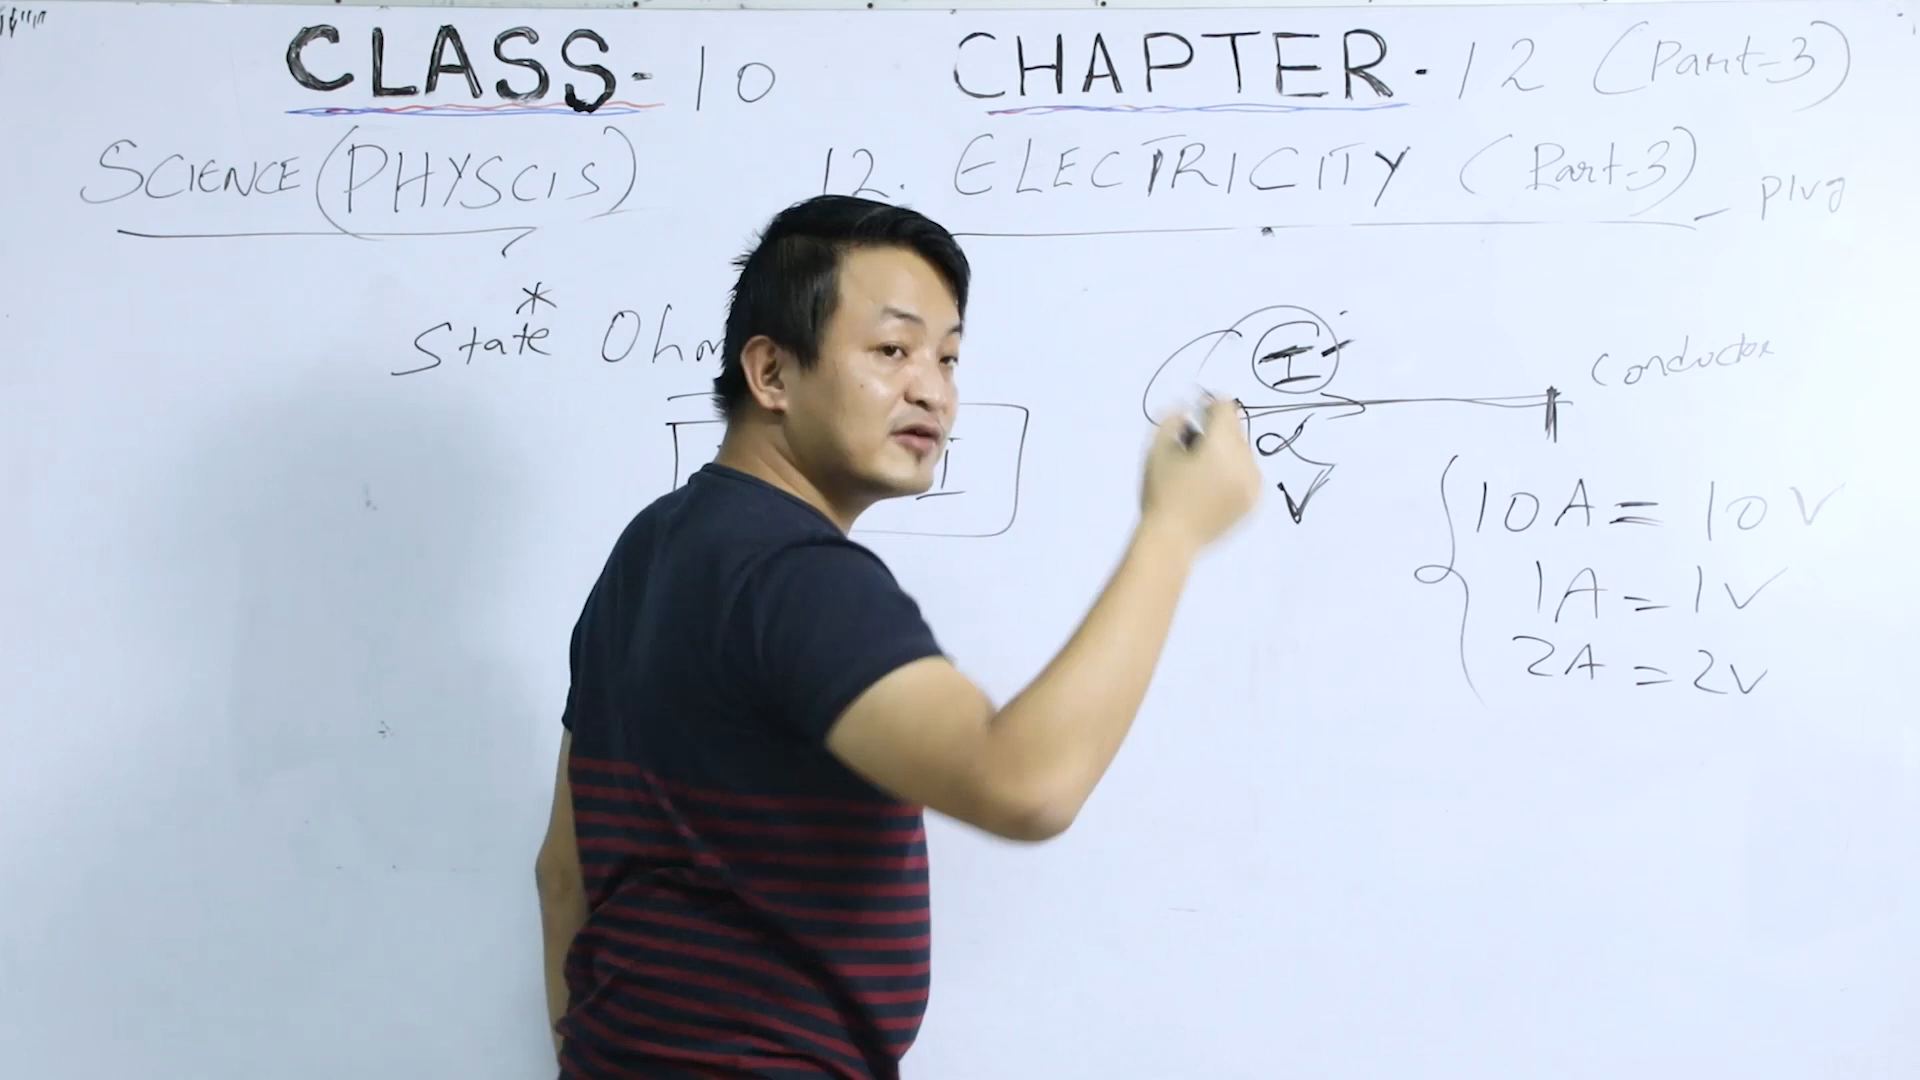 CLASS-10 CHAPTER-12 (Part-3)
SCIENCE (PHYSCIS) 12. ELECTRICITY (Part-3)
*
State
I
Conductor
I
∝
V
10A = 10V
1A = 1V
2A = 2V